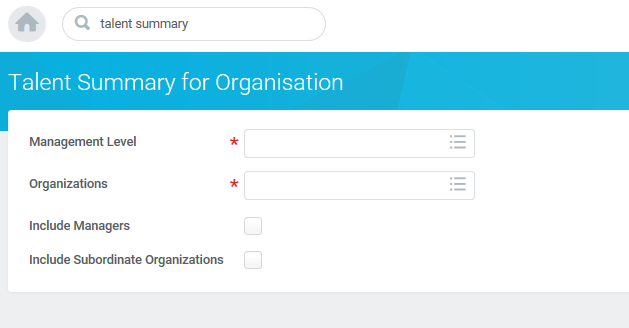 talent summary
Talent Summary for Organisation
Management Level *
Organizations *
Include Managers
Include Subordinate Organizations